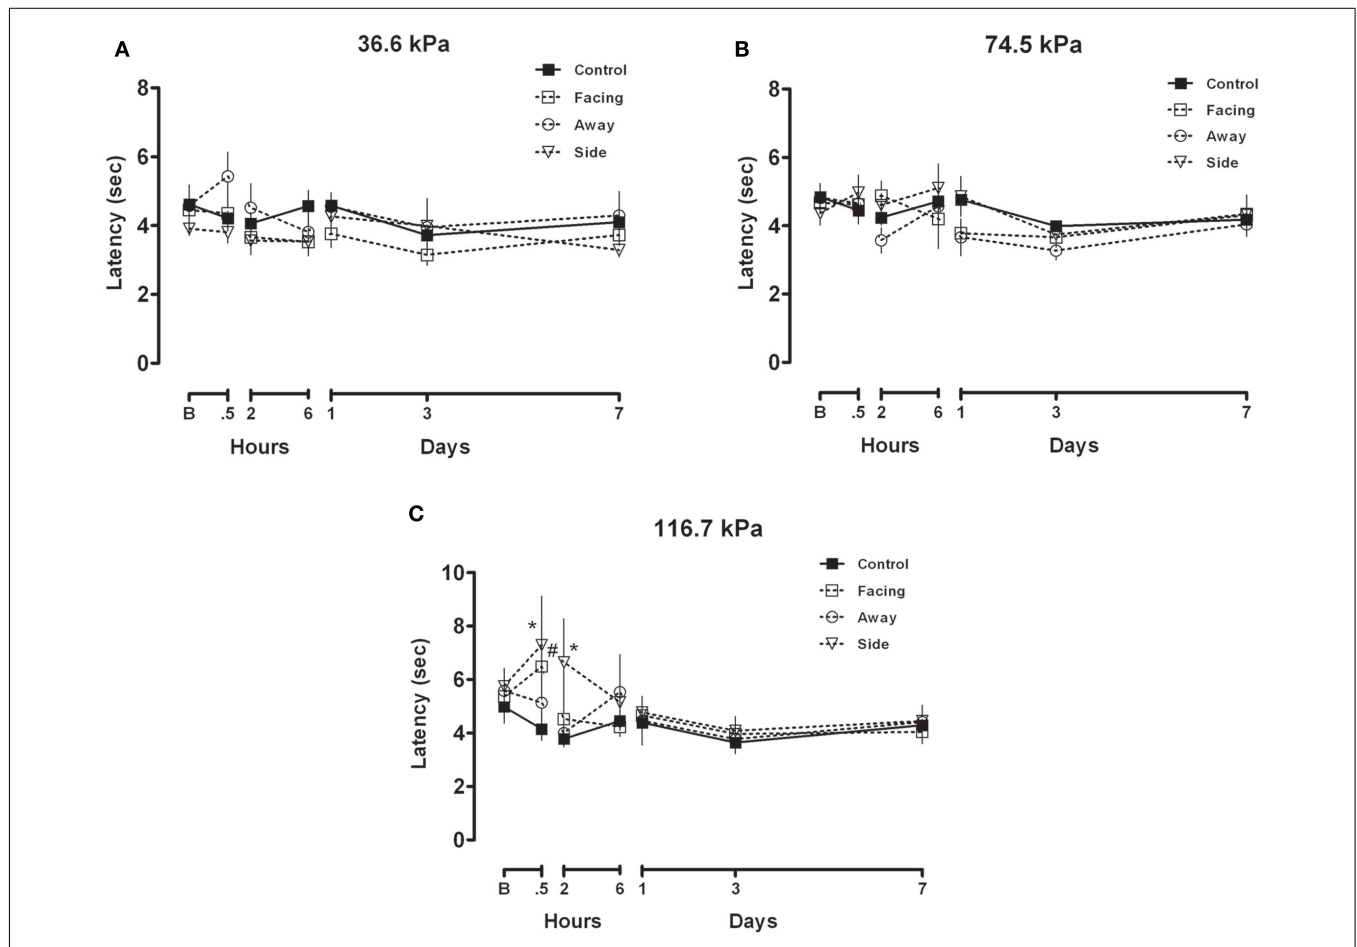 A
36.6 kPa
Control
Facing
Away
Side
8
6
4
2
0
Latency (sec)
B .5 2 6 1 3 7
Hours Days
B
74.5 kPa
Control
Facing
Away
Side
8
6
4
2
0
Latency (sec)
B .5 2 6 1 3 7
Hours Days
C
116.7 kPa
Control
Facing
Away
Side
10
8
6
4
2
0
Latency (sec)
*
# *
B .5 2 6 1 3 7
Hours Days